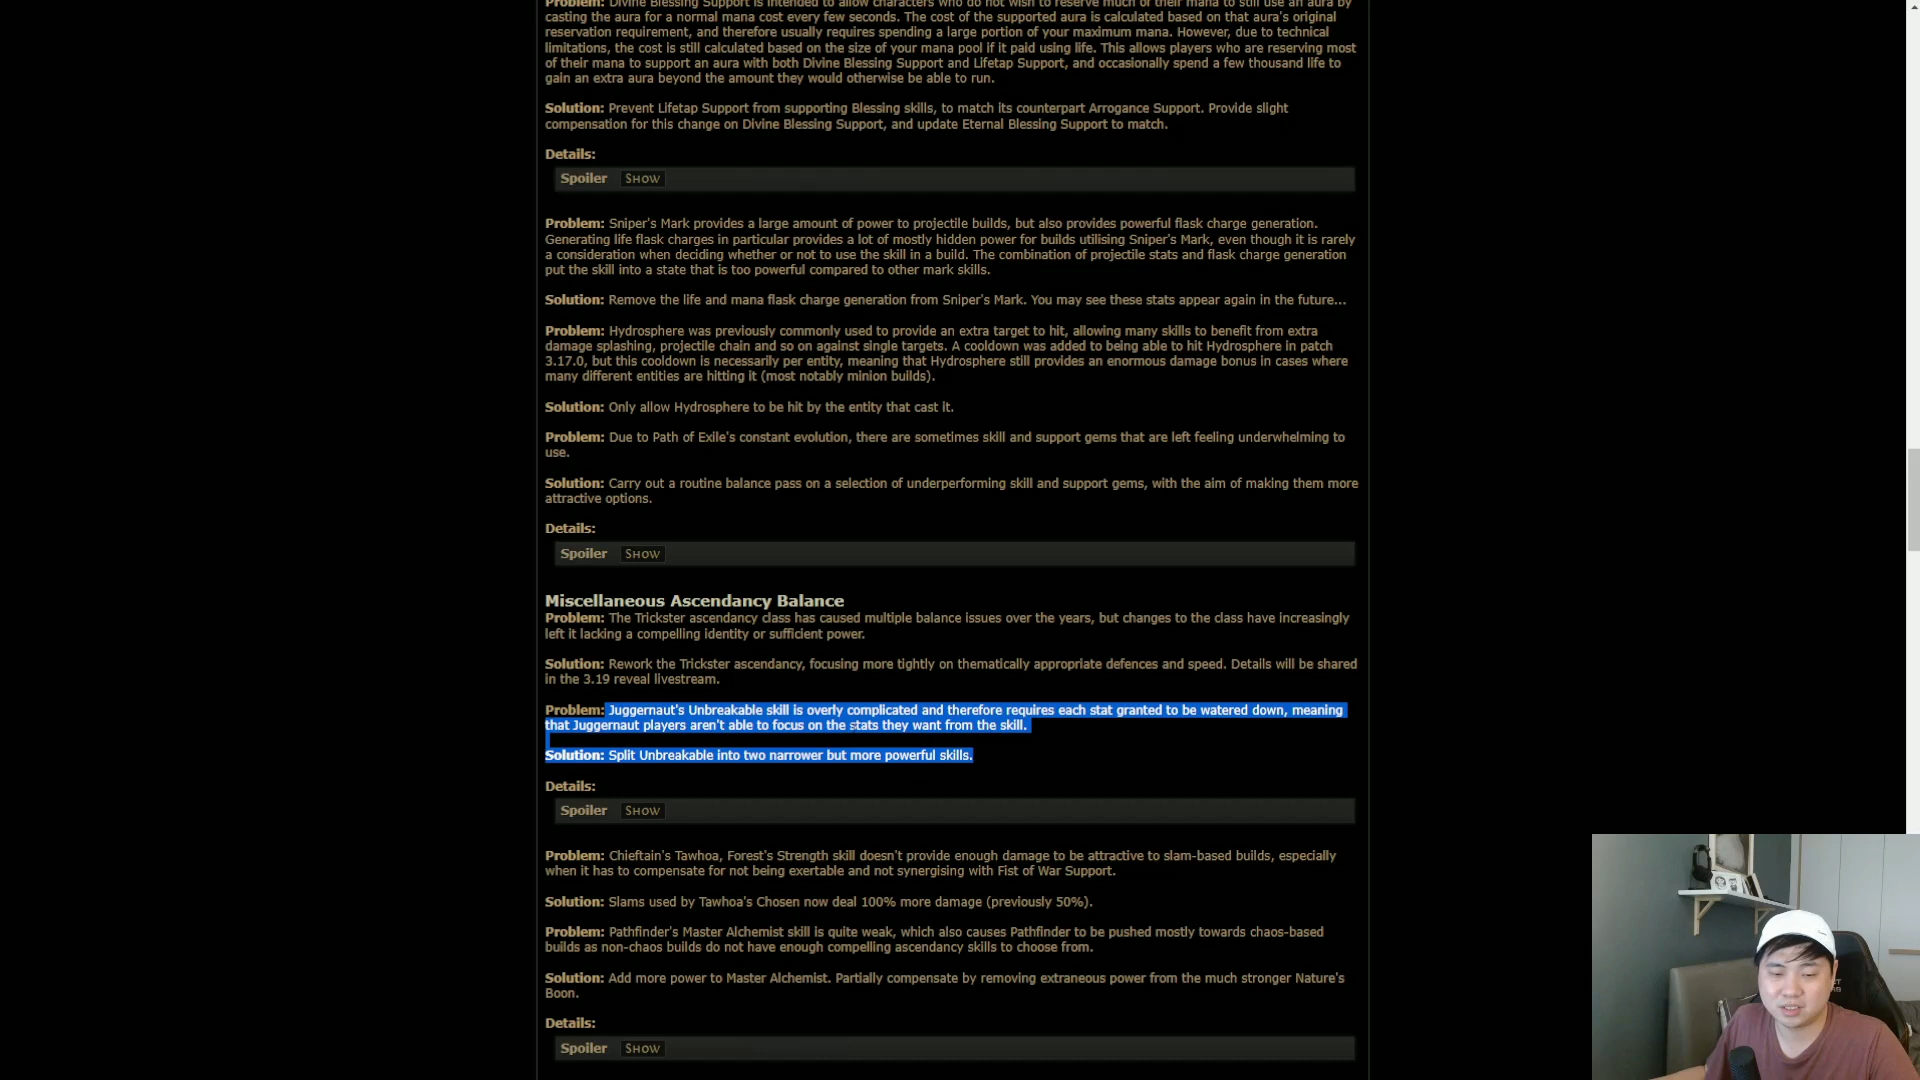 Problem: Divine Blessing Support is intended to allow characters who do not wish to reserve much of their mana to still use an aura by
casting the aura for a normal mana cost every few seconds. The cost of the supported aura is calculated based on that aura's original
reservation requirement, and therefore usually requires spending a large portion of your maximum mana. However, due to technical
limitations, the cost is still calculated based on the size of your mana pool if it paid using life. This allows players who are reserving most
of their mana to support an aura with both Divine Blessing Support and Lifetap Support, and occasionally spend a few thousand life to
gain an extra aura beyond the amount they would otherwise be able to run.
Solution: Prevent Lifetap Support from supporting Blessing skills, to match its counterpart Arrogance Support. Provide slight
compensation for this change on Divine Blessing Support, and update Eternal Blessing Support to match.
Details:
Spoiler SHOW
Problem: Sniper's Mark provides a large amount of power to projectile builds, but also provides powerful flask charge generation.
Generating life flask charges in particular provides a lot of mostly hidden power for builds utilising Sniper's Mark, even though it is rarely
a consideration when deciding whether or not to use the skill in a build. The combination of projectile stats and flask charge generation
put the skill into a state that is too powerful compared to other mark skills.
Solution: Remove the life and mana flask charge generation from Sniper's Mark. You may see these stats appear again in the future...
Problem: Hydrosphere was previously commonly used to provide an extra target to hit, allowing many skills to benefit from extra
damage splashing, projectile chain and so on against single targets. A cooldown was added to being able to hit Hydrosphere in patch
3.17.0, but this cooldown is necessarily per entity, meaning that Hydrosphere still provides an enormous damage bonus in cases where
many different entities are hitting it (most notably minion builds).
Solution: Only allow Hydrosphere to be hit by the entity that cast it.
Problem: Due to Path of Exile's constant evolution, there are sometimes skill and support gems that are left feeling underwhelming to
use.
Solution: Carry out a routine balance pass on a selection of underperforming skill and support gems, with the aim of making them more
attractive options.
Details:
Spoiler SHOW
Miscellaneous Ascendancy Balance
Problem: The Trickster ascendancy class has caused multiple balance issues over the years, but changes to the class have increasingly
left it lacking a compelling identity or sufficient power.
Solution: Rework the Trickster ascendancy, focusing more tightly on thematically appropriate defences and speed. Details will be shared
in the 3.19 reveal livestream.
Problem: Juggernaut's Unbreakable skill is overly complicated and therefore requires each stat granted to be watered down, meaning
that Juggernaut players aren't able to focus on the stats they want from the skill.
Solution: Split Unbreakable into two narrower but more powerful skills.
Details:
Spoiler SHOW
Problem: Chieftain's Tawhoa, Forest's Strength skill doesn't provide enough damage to be attractive to slam-based builds, especially
when it has to compensate for not being exertable and not synergising with Fist of War Support.
Solution: Slams used by Tawhoa's Chosen now deal 100% more damage (previously 50%).
Problem: Pathfinder's Master Alchemist skill is quite weak, which also causes Pathfinder to be pushed mostly towards chaos-based
builds as non-chaos builds do not have enough compelling ascendancy skills to choose from.
Solution: Add more power to Master Alchemist. Partially compensate by removing extraneous power from the much stronger Nature's
Boon.
Details:
Spoiler SHOW